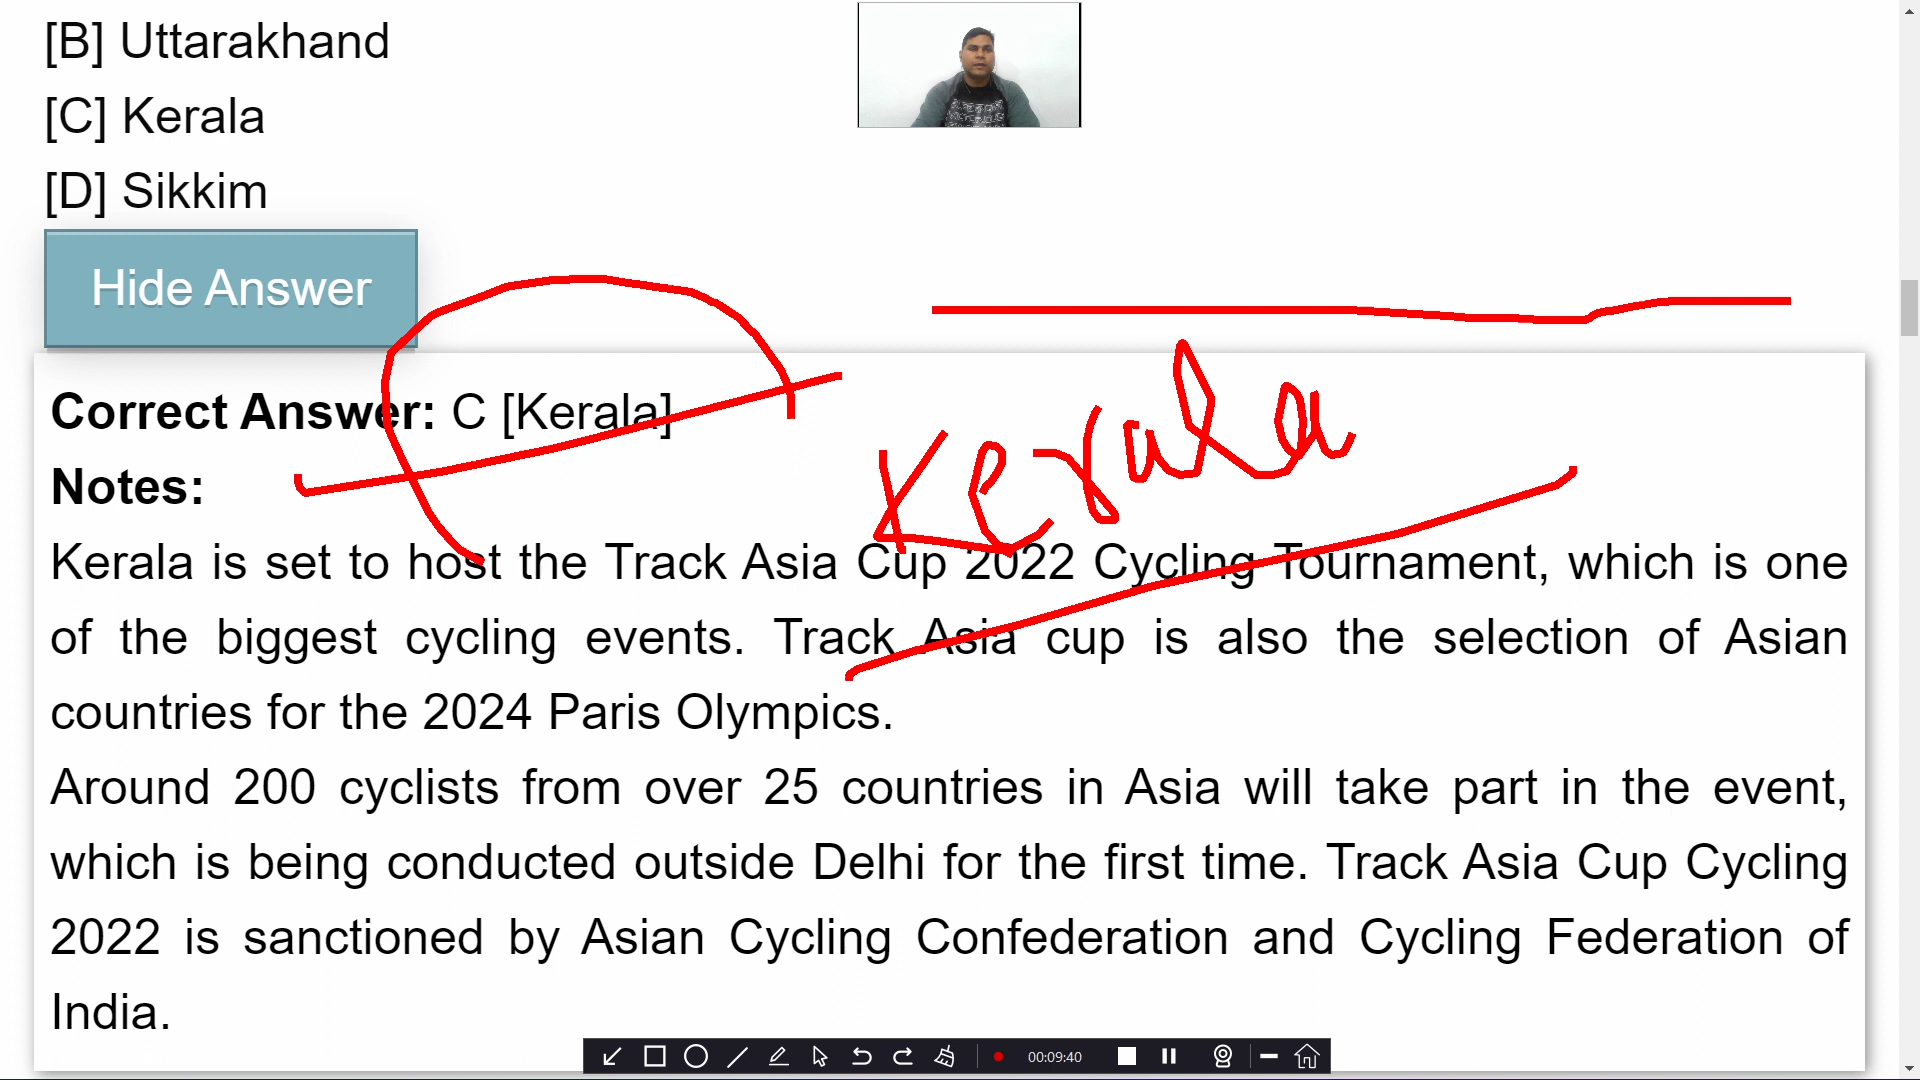 [B] Uttarakhand
[C] Kerala
[D] Sikkim
Hide Answer
Correct Answer: C [Kerala]
Kerala
Notes:
Kerala is set to host the Track Asia Cup 2022 Cycling Tournament, which is one
of the biggest cycling events. Track Asia cup is also the selection of Asian
countries for the 2024 Paris Olympics.
Around 200 cyclists from over 25 countries in Asia will take part in the event,
which is being conducted outside Delhi for the first time. Track Asia Cup Cycling
2022 is sanctioned by Asian Cycling Confederation and Cycling Federation of
India.
00:09:40